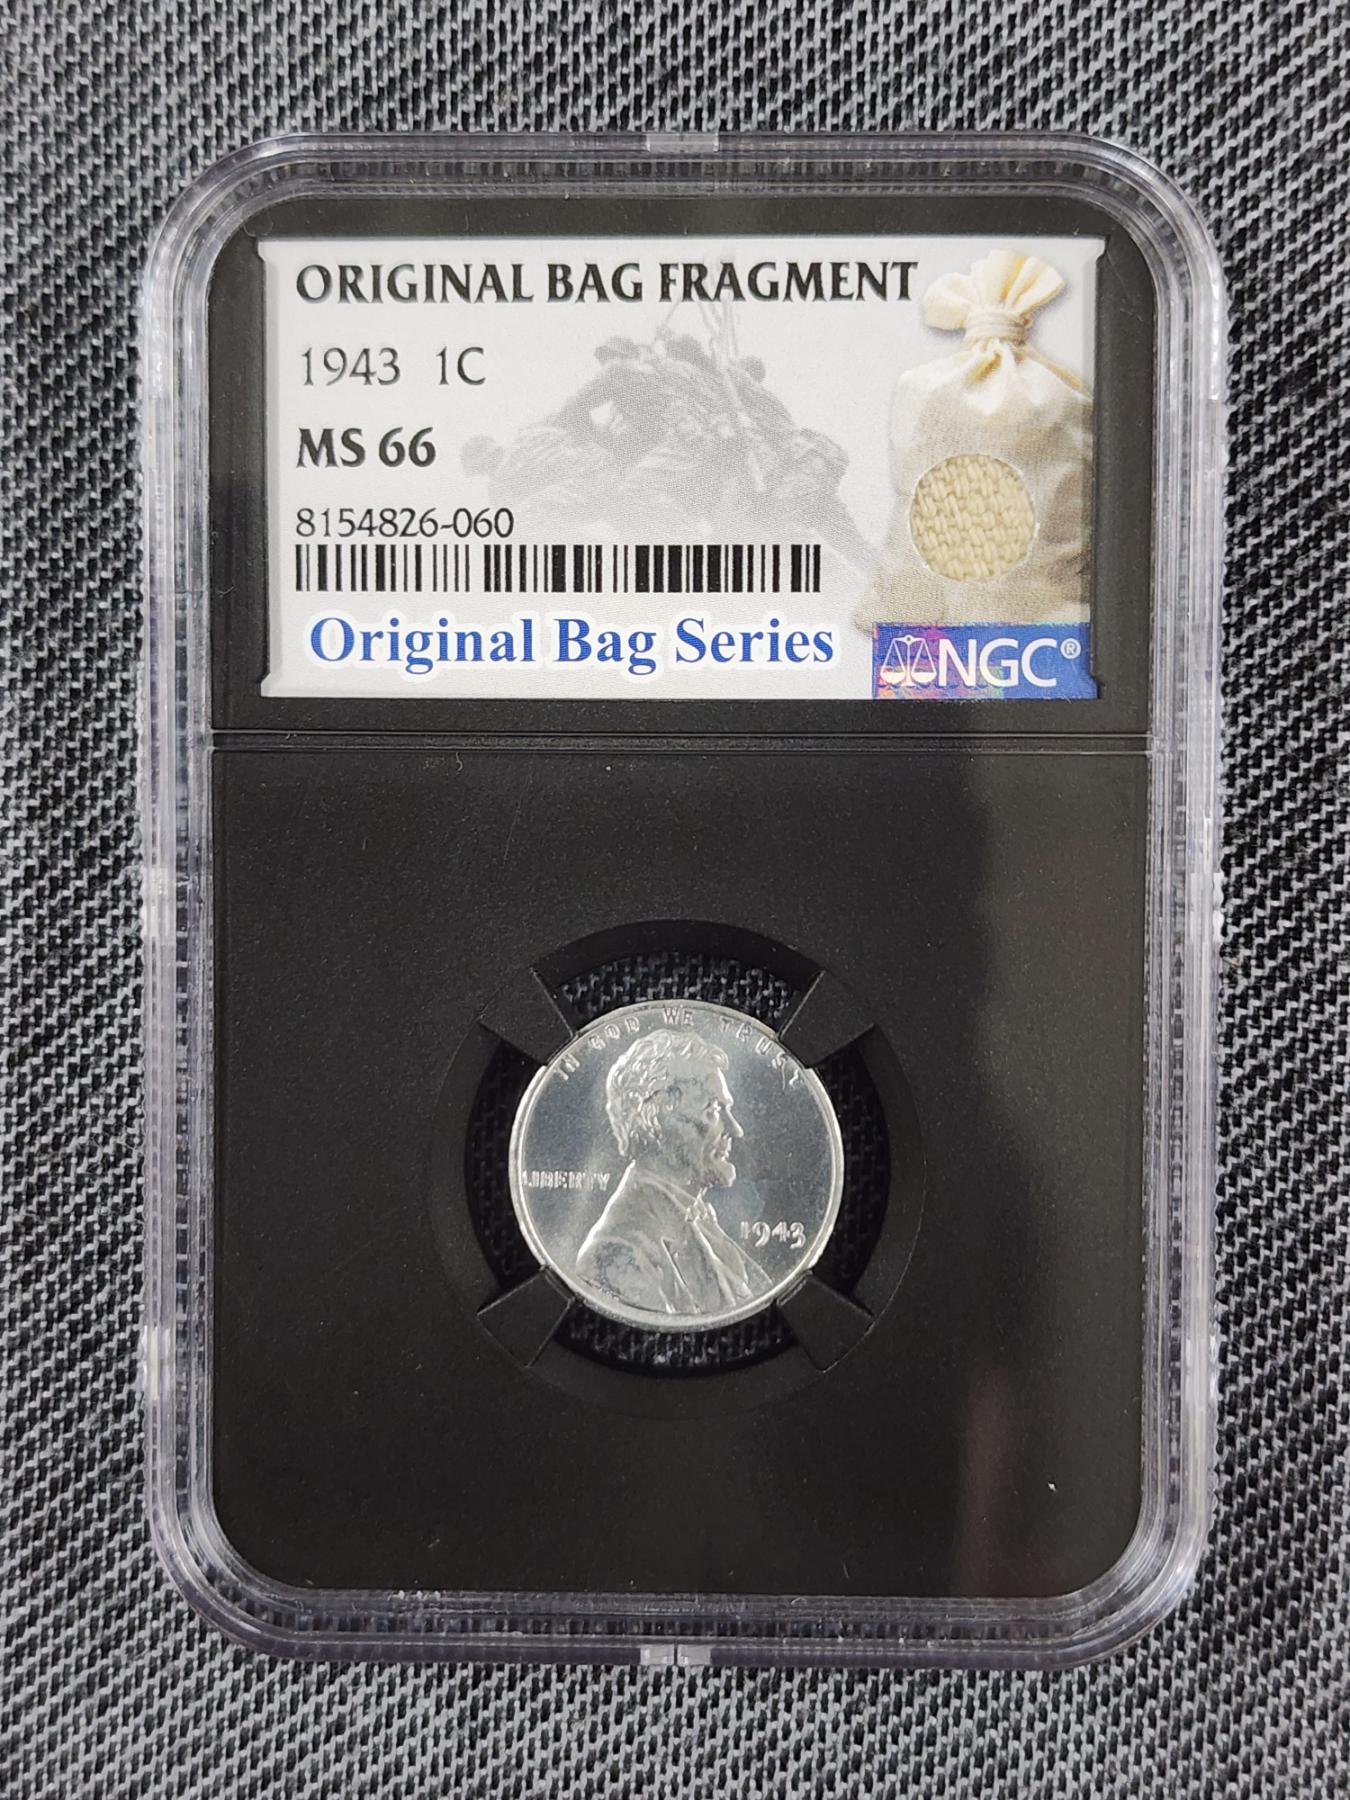 ORIGINAL BAG FRAGMENT
1943 1C
MS 66
8154826-060
Original Bag Series
NGC®
IN GOD WE TRUST
LIBERTY
1943